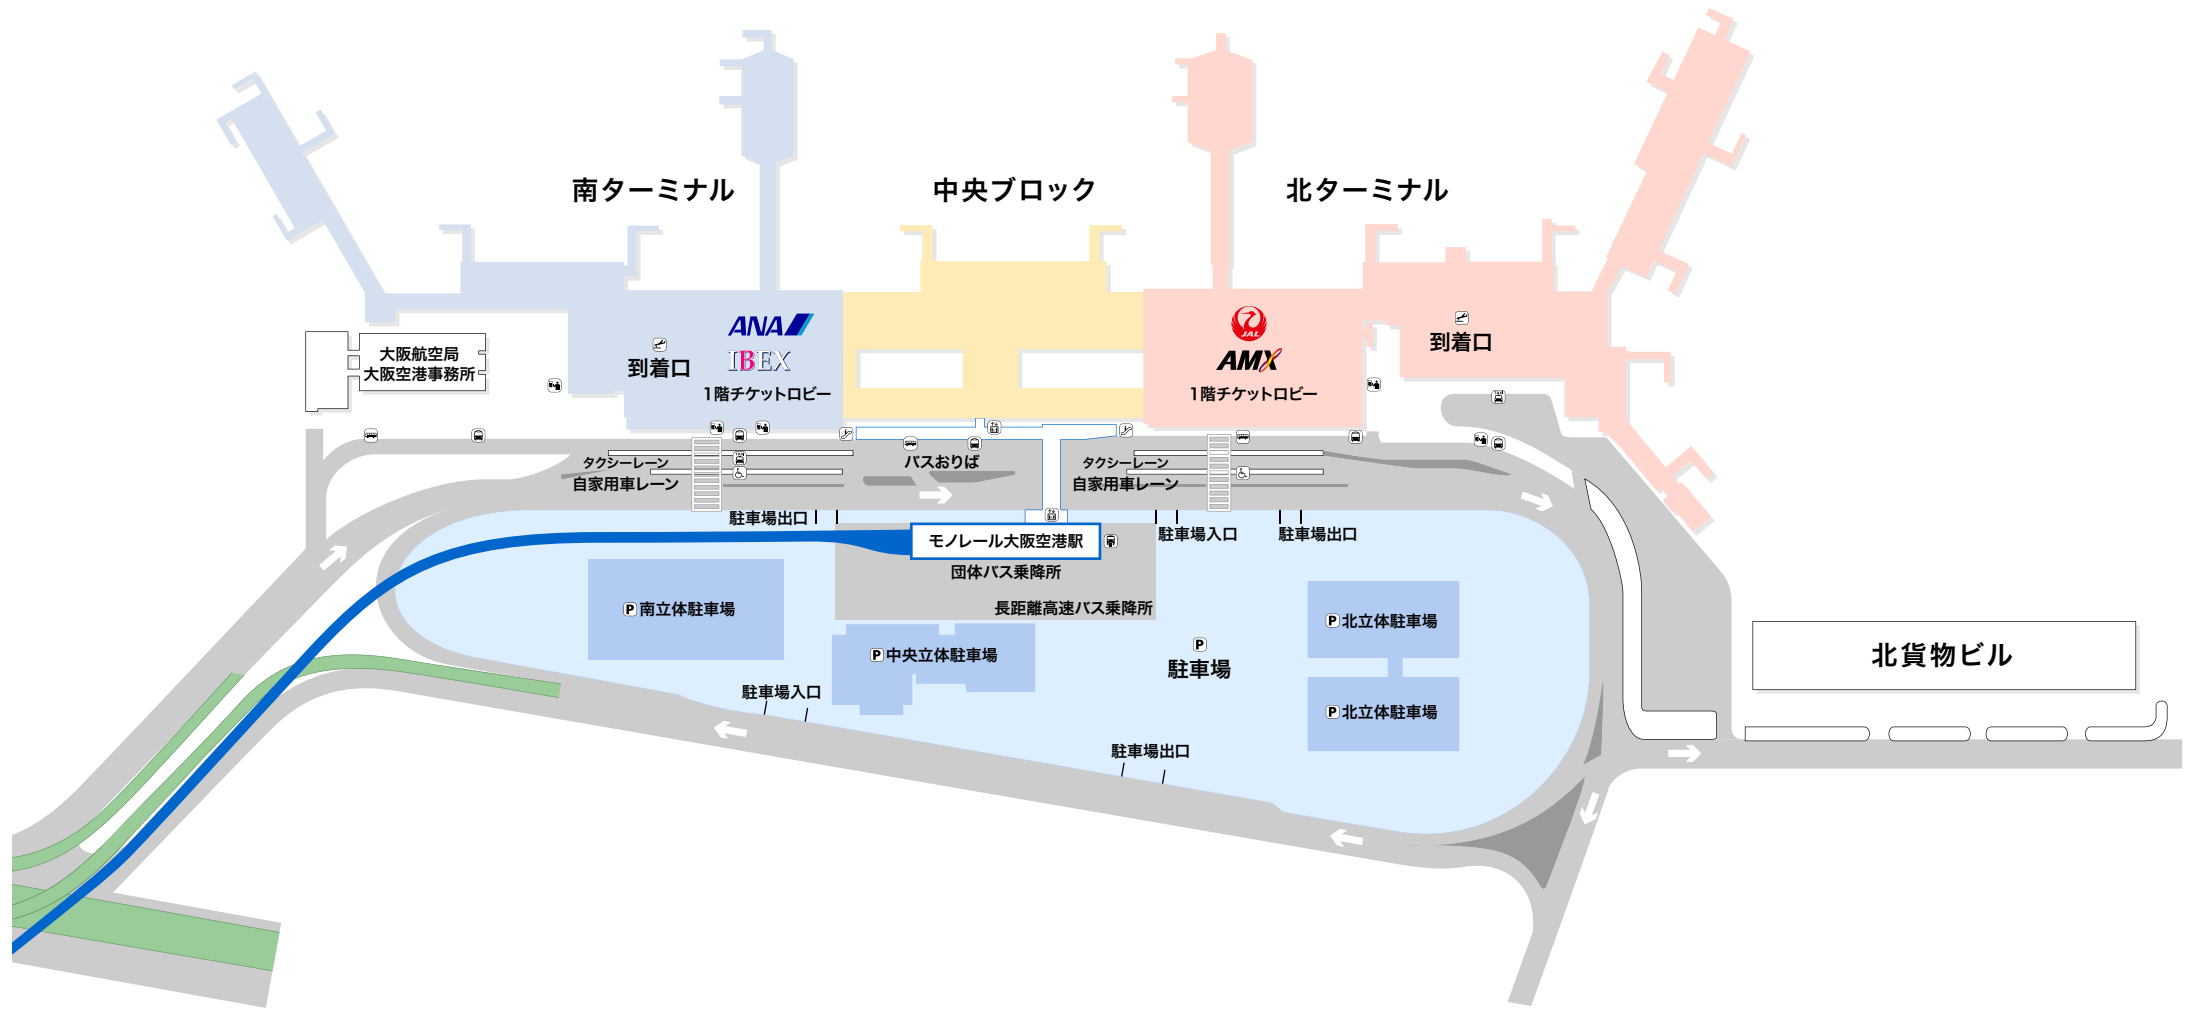 南ターミナル
中央ブロック
北ターミナル
ANA
IBEX
到着口
1階チケットロビー
JAL
AMX
1階チケットロビー
到着口
大阪航空局
大阪空港事務所
タクシーレーン
自家用車レーン
バスおりば
タクシーレーン
自家用車レーン
駐車場出口
モノレール大阪空港駅
駐車場入口
駐車場出口
団体バス乗降所
長距離高速バス乗降所
P 南立体駐車場
P 中央立体駐車場
P
駐車場
P 北立体駐車場
P 北立体駐車場
北貨物ビル
駐車場入口
駐車場出口